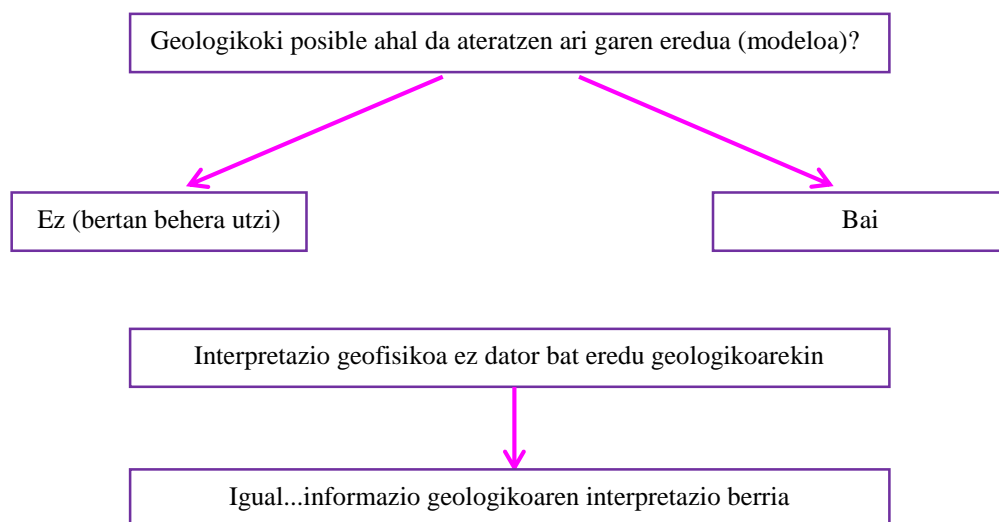 Geologikoki posible ahal da ateratzen ari garen eredua (modeloa)?
Ez (bertan behera utzi)
Bai
Interpretazio geofisikoa ez dator bat eredu geologikoarekin
Igual...informazio geologikoaren interpretazio berria